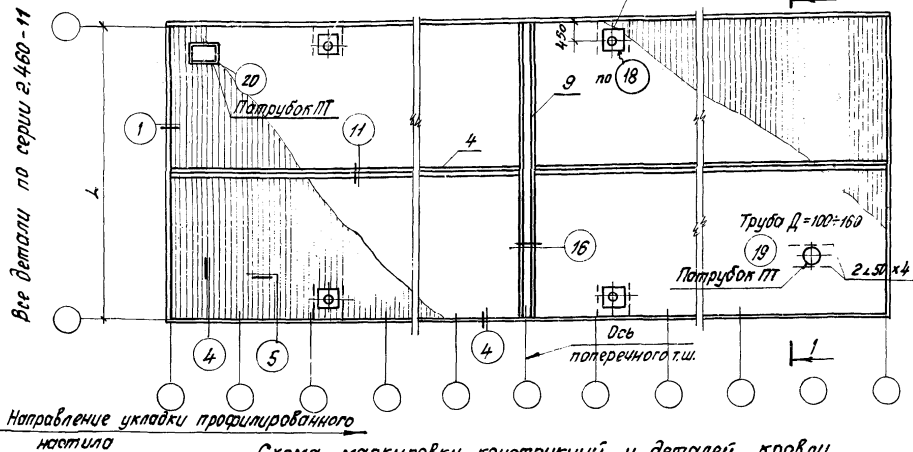 Все детали по серии 2.460-11
1
450
20
Патрубок ПТ
по 18
1
11
4
9
L
Труба Д=100÷160
19
16
Патрубок ПТ
2∟50×4
4
5
4
Ось
поперечного т.ш.
1
Направление укладки профилированного
настила
Схема маркировки конструкций и деталей кровли